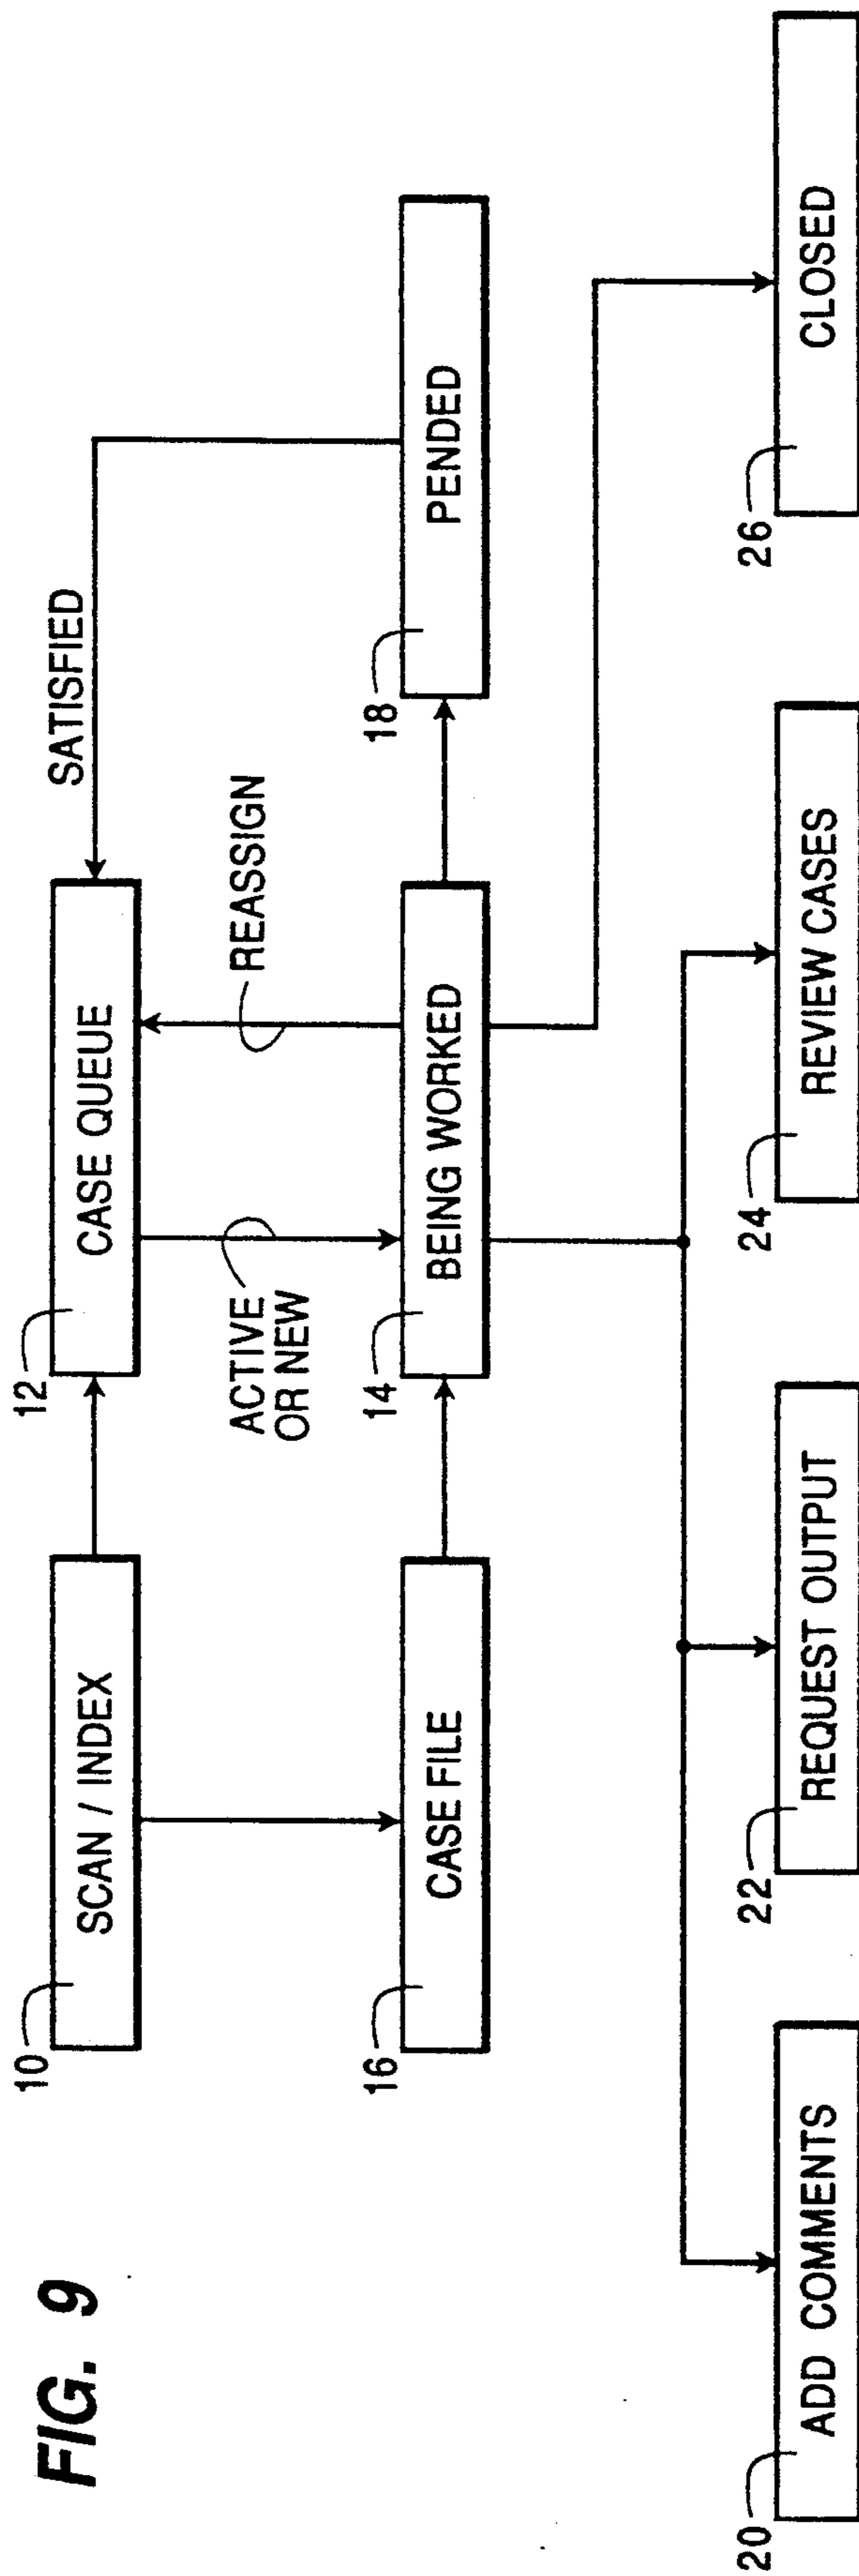 FIG. 9
10
SCAN / INDEX
12
CASE QUEUE
SATISFIED
ACTIVE
OR NEW
REASSIGN
16
CASE FILE
14
BEING WORKED
18
PENDED
20
ADD COMMENTS
22
REQUEST OUTPUT
24
REVIEW CASES
26
CLOSED